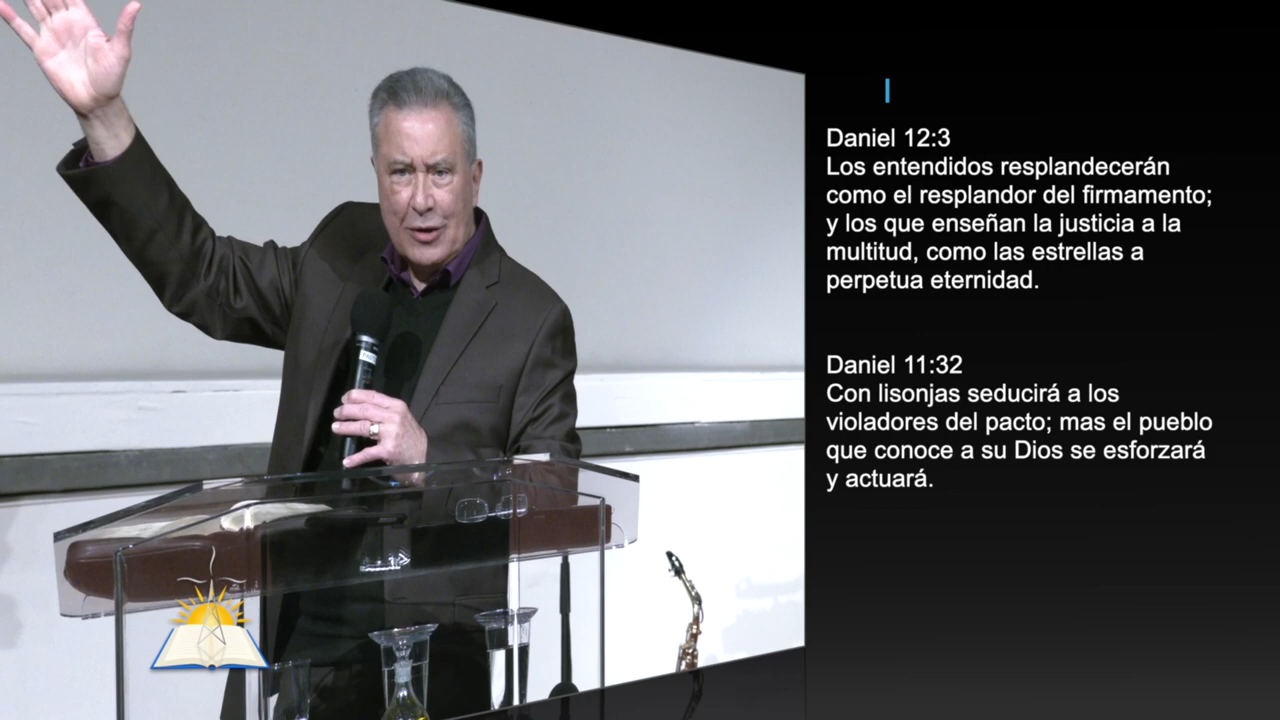 Daniel 12:3
Los entendidos resplandecerán
como el resplandor del firmamento;
y los que enseñan la justicia a la
multitud, como las estrellas a
perpetua eternidad.
Daniel 11:32
Con lisonjas seducirá a los
violadores del pacto; mas el pueblo
que conoce a su Dios se esforzará
y actuará.